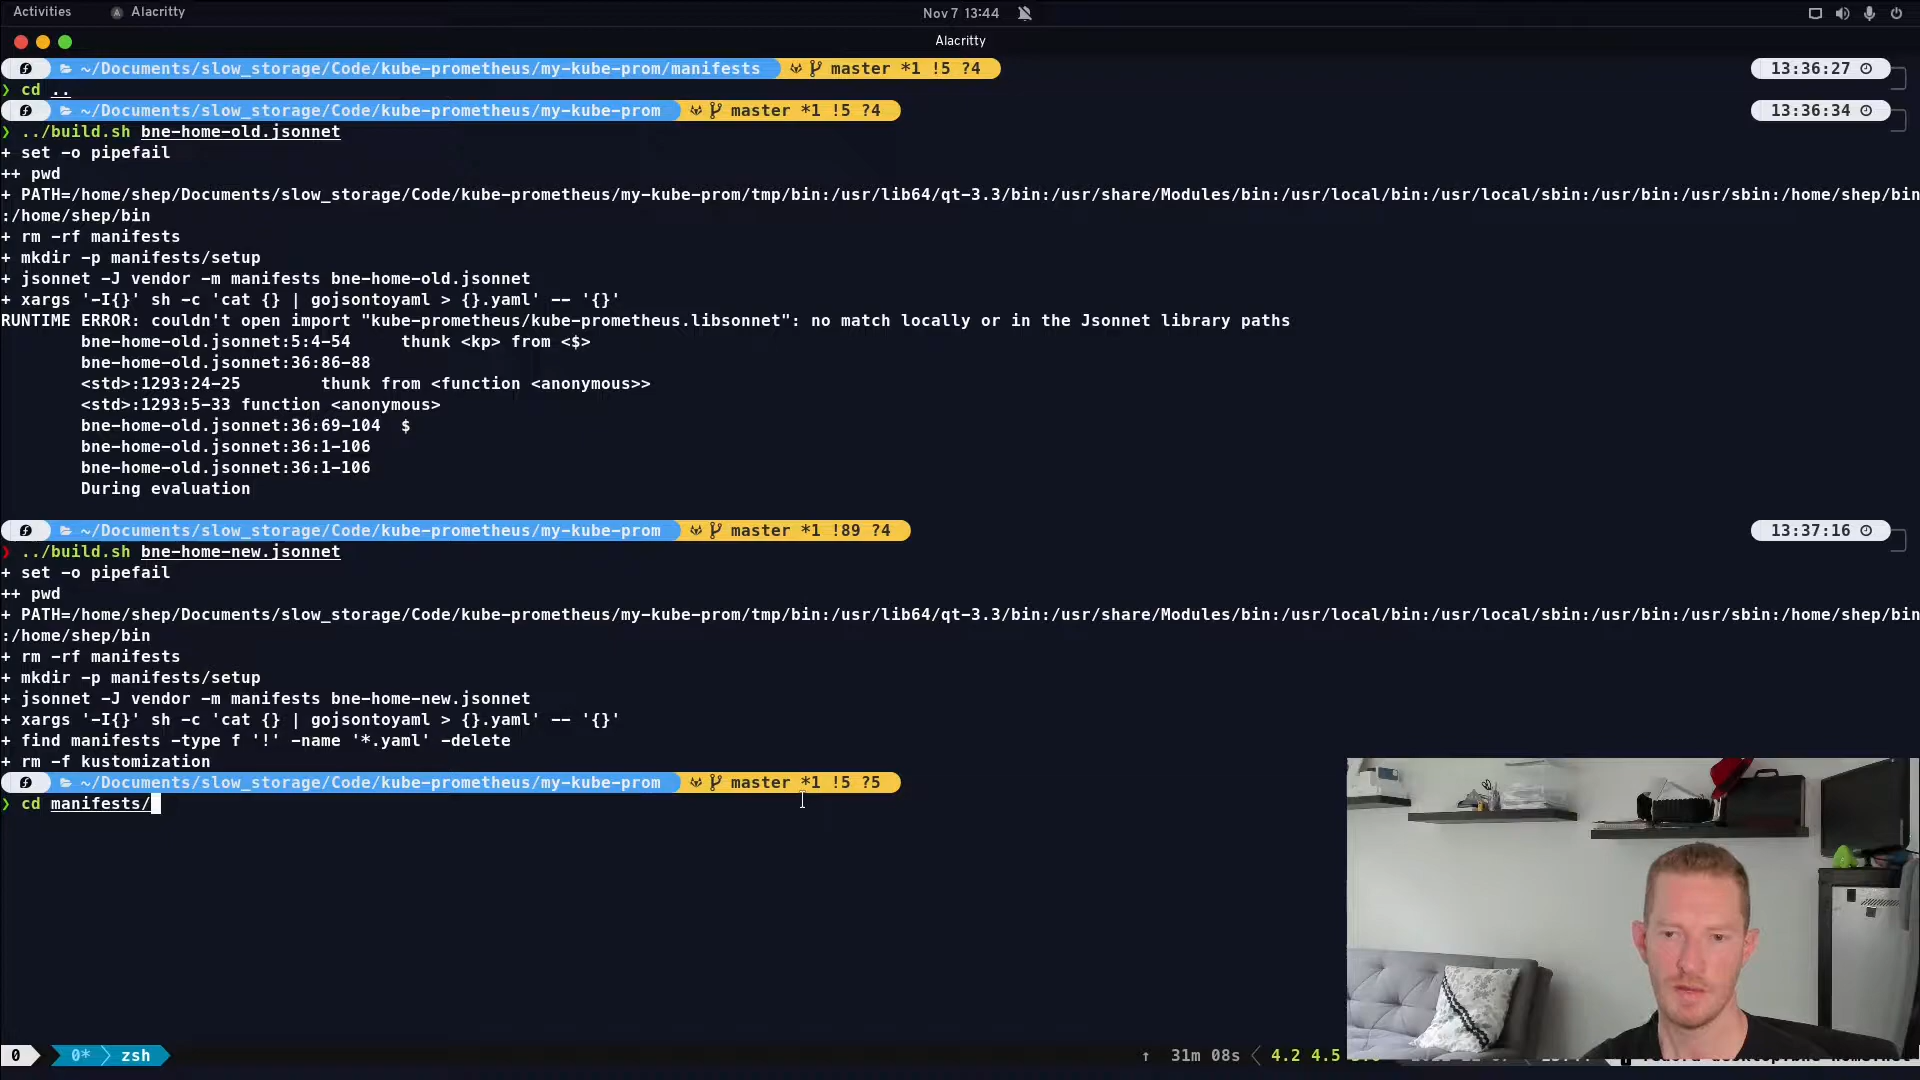 Activities Alacritty Nov 7 13:44
Alacritty
~/Documents/slow_storage/Code/kube-prometheus/my-kube-prom/manifests master *1 !5 ?4 13:36:27
❯ cd ..
~/Documents/slow_storage/Code/kube-prometheus/my-kube-prom master *1 !5 ?4 13:36:34
❯ ../build.sh bne-home-old.jsonnet
+ set -o pipefail
++ pwd
+ PATH=/home/shep/Documents/slow_storage/Code/kube-prometheus/my-kube-prom/tmp/bin:/usr/lib64/qt-3.3/bin:/usr/share/Modules/bin:/usr/local/bin:/usr/local/sbin:/usr/bin:/usr/sbin:/home/shep/bin
:/home/shep/bin
+ rm -rf manifests
+ mkdir -p manifests/setup
+ jsonnet -J vendor -m manifests bne-home-old.jsonnet
+ xargs '-I{}' sh -c 'cat {} | gojsontoyaml > {}.yaml' -- '{}'
RUNTIME ERROR: couldn't open import "kube-prometheus/kube-prometheus.libsonnet": no match locally or in the Jsonnet library paths
bne-home-old.jsonnet:5:4-54 thunk <kp> from <$>
bne-home-old.jsonnet:36:86-88
<std>:1293:24-25 thunk from <function <anonymous>>
<std>:1293:5-33 function <anonymous>
bne-home-old.jsonnet:36:69-104 $
bne-home-old.jsonnet:36:1-106
bne-home-old.jsonnet:36:1-106
During evaluation
~/Documents/slow_storage/Code/kube-prometheus/my-kube-prom master *1 !89 ?4 13:37:16
❯ ../build.sh bne-home-new.jsonnet
+ set -o pipefail
++ pwd
+ PATH=/home/shep/Documents/slow_storage/Code/kube-prometheus/my-kube-prom/tmp/bin:/usr/lib64/qt-3.3/bin:/usr/share/Modules/bin:/usr/local/bin:/usr/local/sbin:/usr/bin:/usr/sbin:/home/shep/bin
:/home/shep/bin
+ rm -rf manifests
+ mkdir -p manifests/setup
+ jsonnet -J vendor -m manifests bne-home-new.jsonnet
+ xargs '-I{}' sh -c 'cat {} | gojsontoyaml > {}.yaml' -- '{}'
+ find manifests -type f '!' -name '*.yaml' -delete
+ rm -f kustomization
~/Documents/slow_storage/Code/kube-prometheus/my-kube-prom master *1 !5 ?5
❯ cd manifests/
0 0* zsh ↑ 31m 08s 4.2 4.5